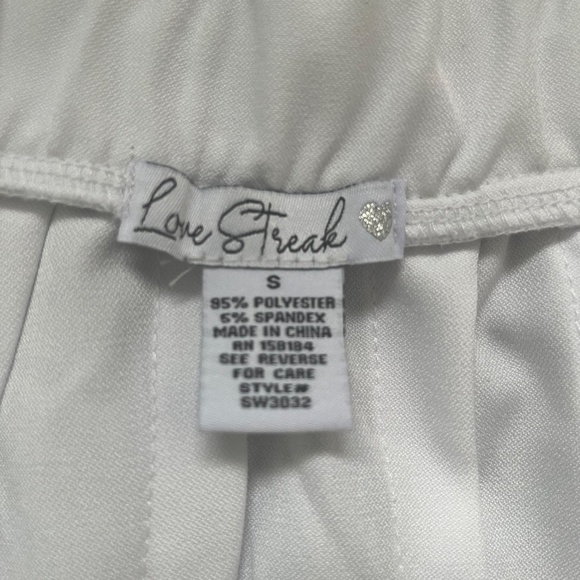 Love Streak
S
95% POLYESTER
5% SPANDEX
MADE IN CHINA
RN 158184
SEE REVERSE
FOR CARE
STYLE#
SW3032